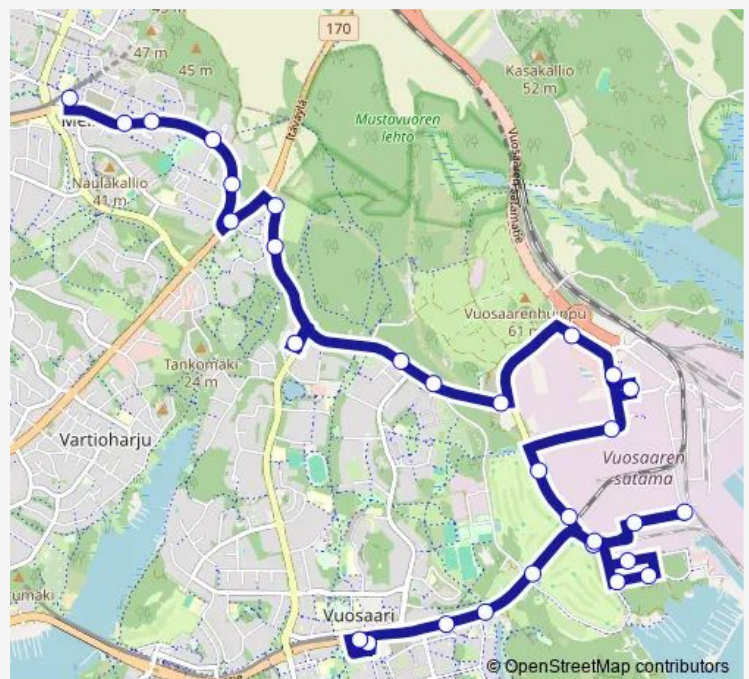 47 m
45 m
170
Kasakallio
52 m
Itäväylä
Mustavuoren
lehto
Vuosaaren satamatie
Naulakallio
41 m
Vuosaarenhuippu
61 m
Tankomäki
24 m
Vartioharju
Vuosaaren
satama
Vuosaari
© OpenStreetMap contributors